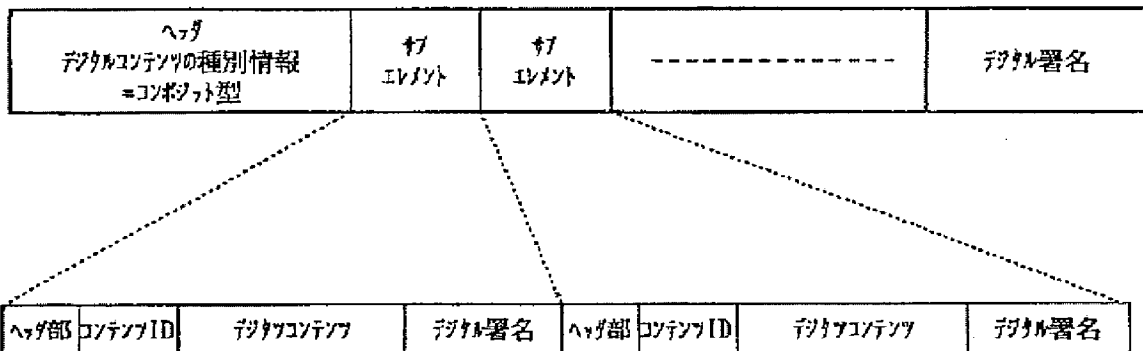 ヘッダ
デジタルコンテンツの種別情報
=コンポジット型
サブ
エレメント
サブ
エレメント
デジタル署名
ヘッダ部
コンテンツID
デジタツコンテンツ
デジタル署名
ヘッダ部
コンテンツID
デジタツコンテンツ
デジタル署名